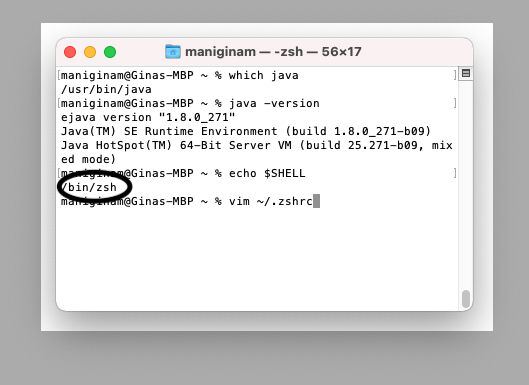 maniginam — -zsh — 56×17
[maniginam@Ginas-MBP ~ % which java ]
/usr/bin/java
[maniginam@Ginas-MBP ~ % java -version ]
ejava version "1.8.0_271"
Java(TM) SE Runtime Environment (build 1.8.0_271-b09)
Java HotSpot(TM) 64-Bit Server VM (build 25.271-b09, mix
ed mode)
[maniginam@Ginas-MBP ~ % echo $SHELL ]
/bin/zsh
maniginam@Ginas-MBP ~ % vim ~/.zshrc